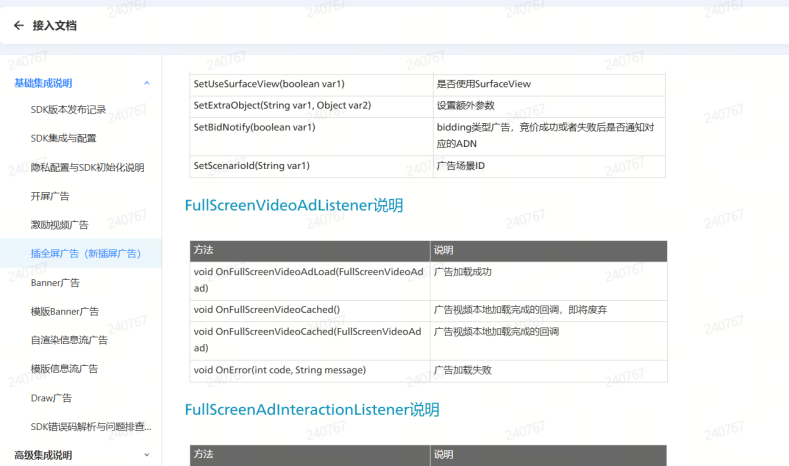 ← 接入文档
基础集成说明
SDK版本发布记录
SDK集成与配置
隐私配置与SDK初始化说明
开屏广告
激励视频广告
插全屏广告（新插屏广告）
Banner广告
模版Banner广告
自渲染信息流广告
模版信息流广告
Draw广告
SDK错误码解析与问题排查...
高级集成说明
SetUseSurfaceView(boolean var1) 是否使用SurfaceView
SetExtraObject(String var1, Object var2) 设置额外参数
SetBidNotify(boolean var1) bidding类型广告，竞价成功或者失败后是否通知对
应的ADN
SetScenarioId(String var1) 广告场景ID
FullScreenVideoAdListener说明
方法 说明
void OnFullScreenVideoAdLoad(FullScreenVideoAd 广告加载成功
ad)
void OnFullScreenVideoCached() 广告视频本地加载完成的回调，即将废弃
void OnFullScreenVideoCached(FullScreenVideoAd 广告视频本地加载完成的回调
ad)
void OnError(int code, String message) 广告加载失败
FullScreenAdInteractionListener说明
方法 说明
240767